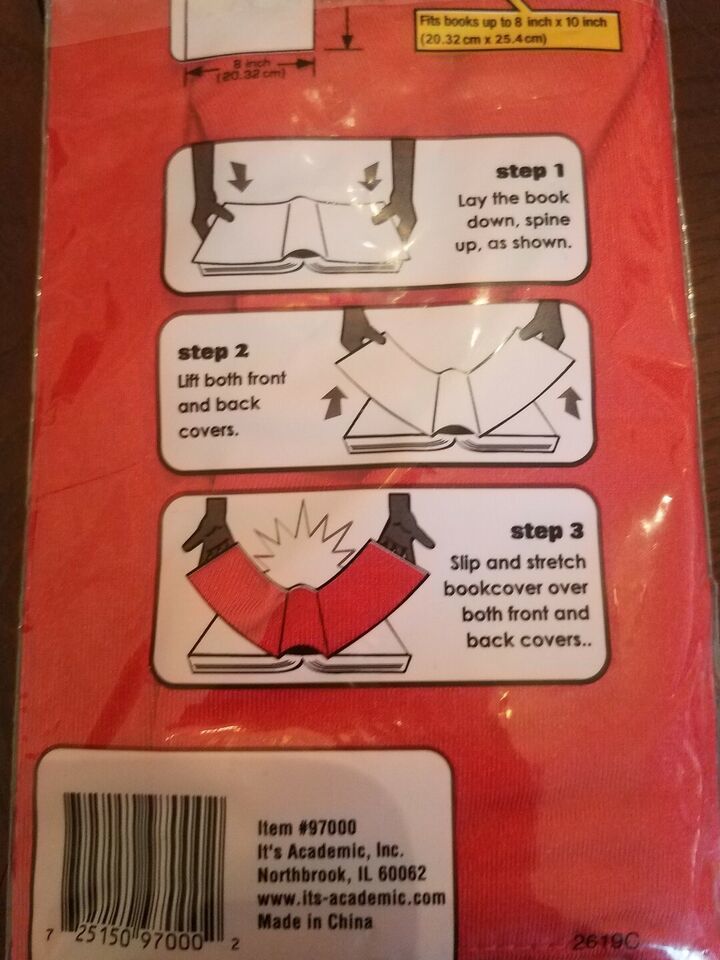 Fits books up to 8 inch x 10 inch
(20.32 cm x 25.4 cm)
8 inch
(20.32 cm)
step 1
Lay the book
down, spine
up, as shown.
step 2
Lift both front
and back
covers.
step 3
Slip and stretch
bookcover over
both front and
back covers..
Item #97000
It's Academic, Inc.
Northbrook, IL 60062
www.its-academic.com
Made in China
7 25150 97000 2
2619C